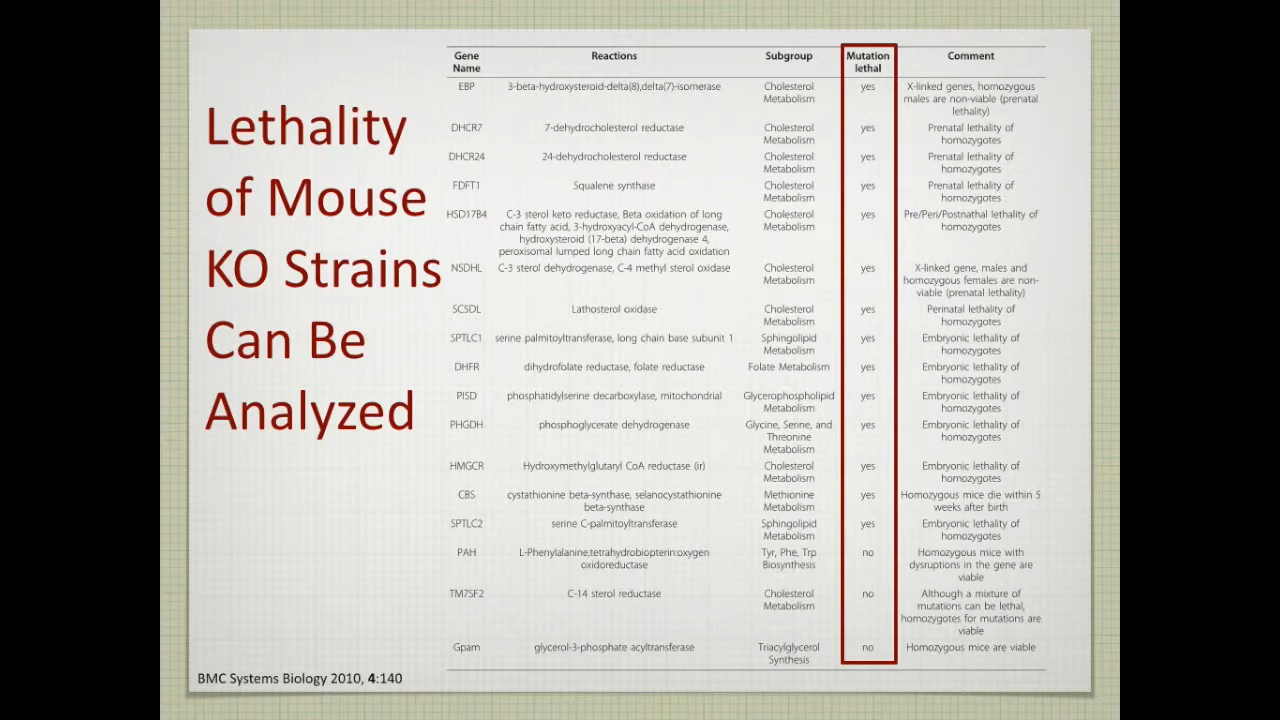 Lethality
of Mouse
KO Strains
Can Be
Analyzed
Gene Name Reactions Subgroup Mutation lethal Comment
EBP 3-beta-hydroxysteroid-delta(8),delta(7)-isomerase Cholesterol Metabolism yes X-linked genes, homozygous males are non-viable (prenatal lethality)
DHCR7 7-dehydrocholesterol reductase Cholesterol Metabolism yes Prenatal lethality of homozygotes
DHCR24 24-dehydrocholesterol reductase Cholesterol Metabolism yes Prenatal lethality of homozygotes
FDFT1 Squalene synthase Cholesterol Metabolism yes Prenatal lethality of homozygotes
HSD17B4 C-3 sterol keto reductase, Beta oxidation of long chain fatty acid, 3-hydroxyacyl-CoA dehydrogenase, hydroxysteroid (17-beta) dehydrogenase 4, peroxisomal lumped long chain fatty acid oxidation Cholesterol Metabolism yes Pre/Peri/Postnathal lethality of homozygotes
NSDHL C-3 sterol dehydrogenase, C-4 methyl sterol oxidase Cholesterol Metabolism yes X-linked gene, males and homozygous females are non-viable (prenatal lethality)
SC5DL Lathosterol oxidase Cholesterol Metabolism yes Perinatal lethality of homozygotes
SPTLC1 serine palmitoyltransferase, long chain base subunit 1 Sphingolipid Metabolism yes Embryonic lethality of homozygotes
DHFR dihydrofolate reductase, folate reductase Folate Metabolism yes Embryonic lethality of homozygotes
PISD phosphatidylserine decarboxylase, mitochondrial Glycerophospholipid Metabolism yes Embryonic lethality of homozygotes
PHGDH phosphoglycerate dehydrogenase Glycine, Serine, and Threonine Metabolism yes Embryonic lethality of homozygotes
HMGCR Hydroxymethylglutaryl CoA reductase (ir) Cholesterol Metabolism yes Embryonic lethality of homozygotes
CBS cystathionine beta-synthase, selanocystathionine beta-synthase Methionine Metabolism yes Homozygous mice die within 5 weeks after birth
SPTLC2 serine C-palmitoyltransferase Sphingolipid Metabolism yes Embryonic lethality of homozygotes
PAH L-Phenylalanine,tetrahydrobiopterin:oxygen oxidoreductase Tyr, Phe, Trp Biosynthesis no Homozygous mice with dysruptions in the gene are viable
TM7SF2 C-14 sterol reductase Cholesterol Metabolism no Although a mixture of mutations can be lethal, homozygotes for mutations are viable
Gpam glycerol-3-phosphate acyltransferase Triacylglycerol Synthesis no Homozygous mice are viable
BMC Systems Biology 2010, 4:140